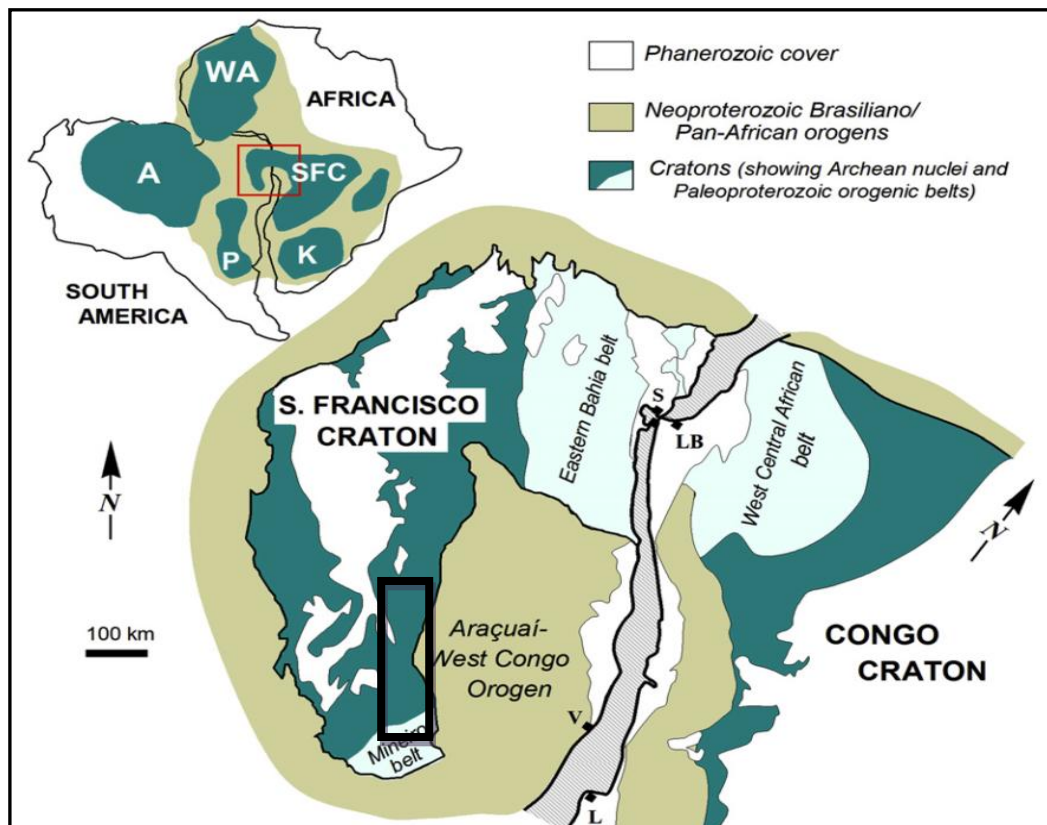 WA
AFRICA
A
SFC
P
K
SOUTH
AMERICA
Phanerozoic cover
Neoproterozoic Brasiliano/
Pan-African orogens
Cratons (showing Archean nuclei and
Paleoproterozoic orogenic belts)
S. FRANCISCO
CRATON
Eastern Bahia belt
S
LB
West Central African
belt
N
N
100 km
Araçuaí-
West Congo
Orogen
CONGO
CRATON
V
belt
L